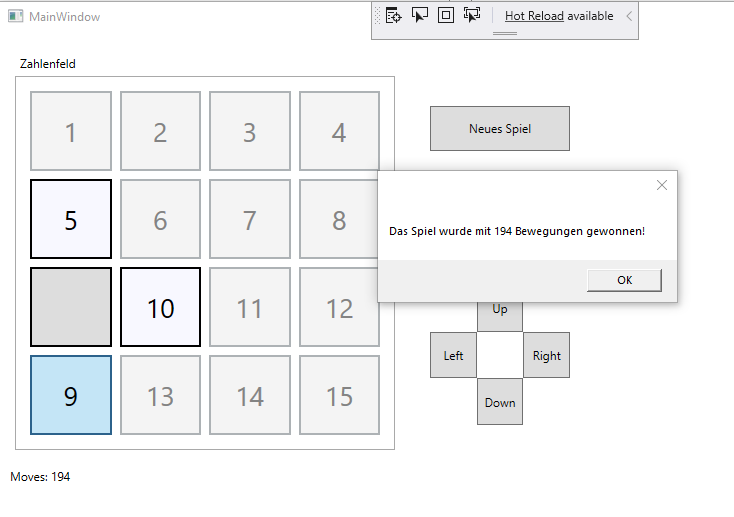 MainWindow
Hot Reload available
Zahlenfeld
1 2 3 4
Neues Spiel
5 6 7 8
Das Spiel wurde mit 194 Bewegungen gewonnen!
OK
10 11 12
Up
Left Right
9 13 14 15
Down
Moves: 194